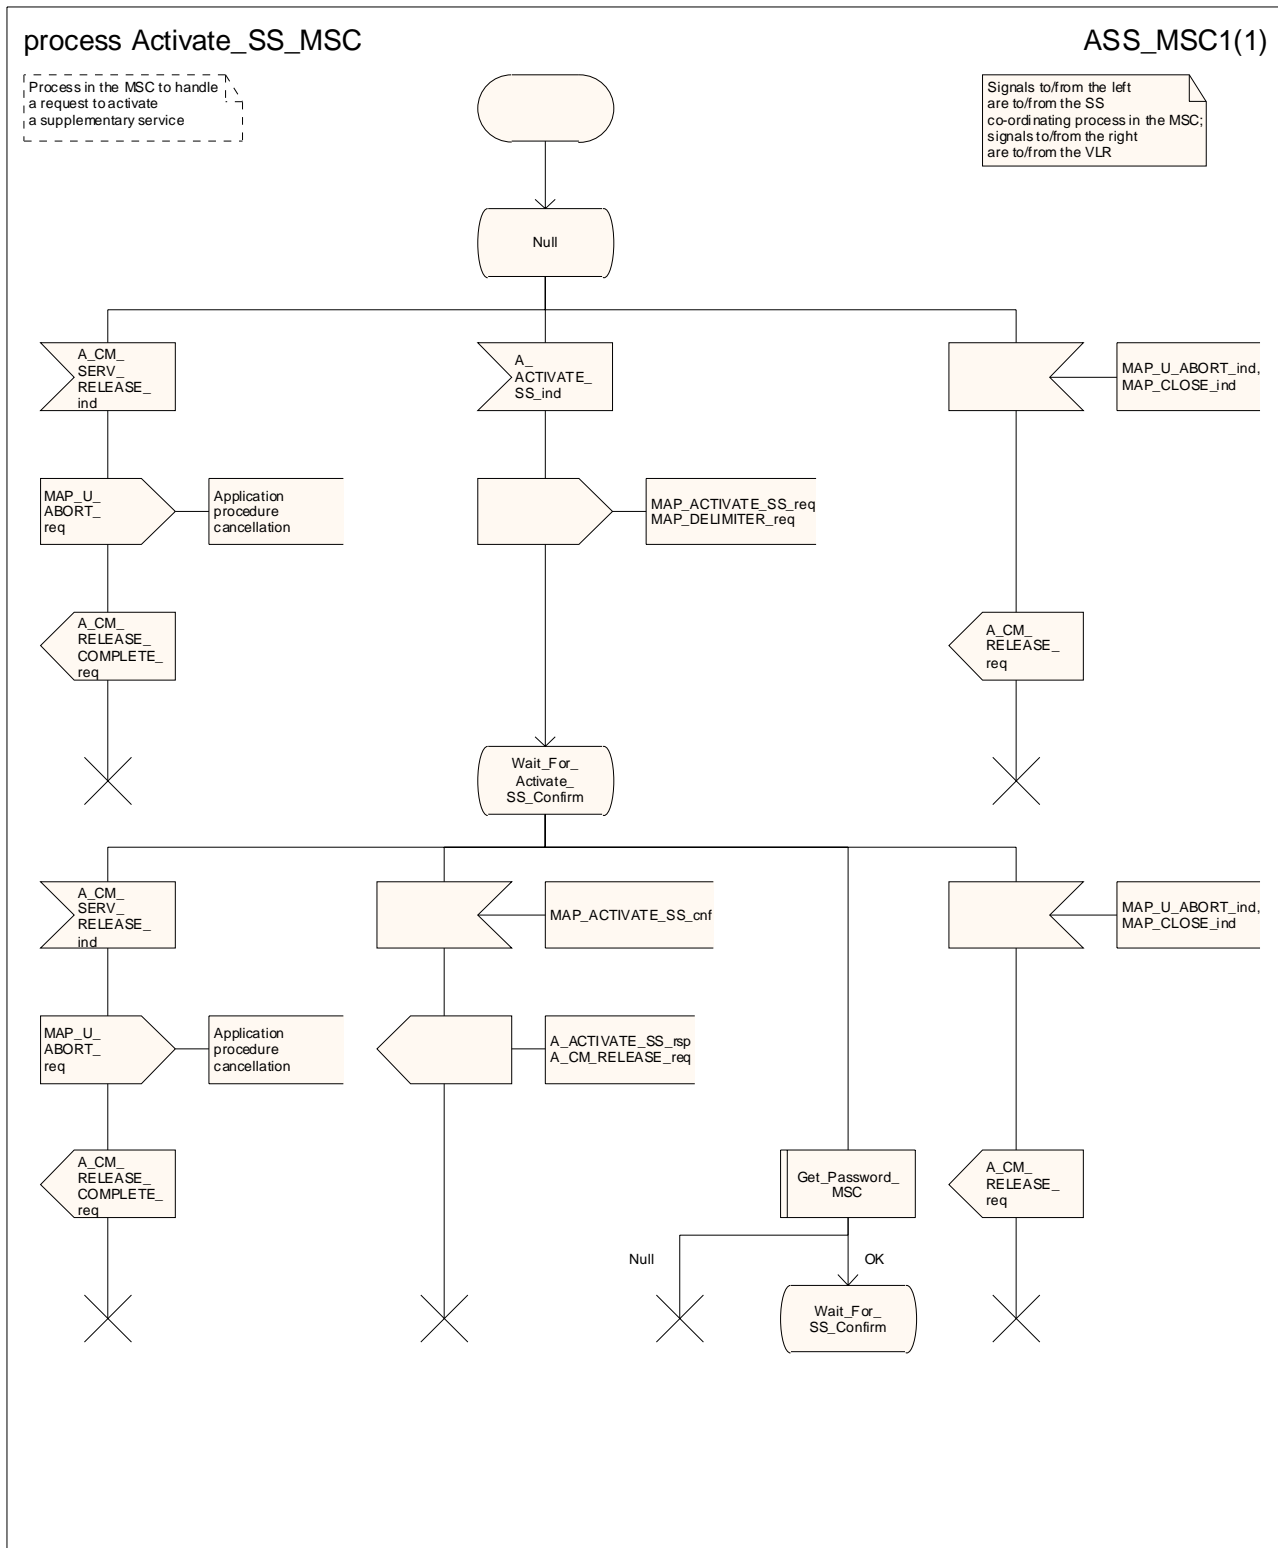 process Activate_SS_MSC
ASS_MSC1(1)
Process in the MSC to handle
a request to activate
a supplementary service
Signals to/from the left
are to/from the SS
co-ordinating process in the MSC;
signals to/from the right
are to/from the VLR
Null
A_CM_
SERV_
RELEASE_
ind
A_
ACTIVATE_
SS_ind
MAP_U_ABORT_ind,
MAP_CLOSE_ind
MAP_U_
ABORT_
req
Application
procedure
cancellation
MAP_ACTIVATE_SS_req
MAP_DELIMITER_req
A_CM_
RELEASE_
COMPLETE_
req
A_CM_
RELEASE_
req
Wait_For_
Activate_
SS_Confirm
A_CM_
SERV_
RELEASE_
ind
MAP_ACTIVATE_SS_cnf
MAP_U_ABORT_ind,
MAP_CLOSE_ind
MAP_U_
ABORT_
req
Application
procedure
cancellation
A_ACTIVATE_SS_rsp
A_CM_RELEASE_req
A_CM_
RELEASE_
COMPLETE_
req
Get_Password_
MSC
A_CM_
RELEASE_
req
Null
OK
Wait_For_
SS_Confirm